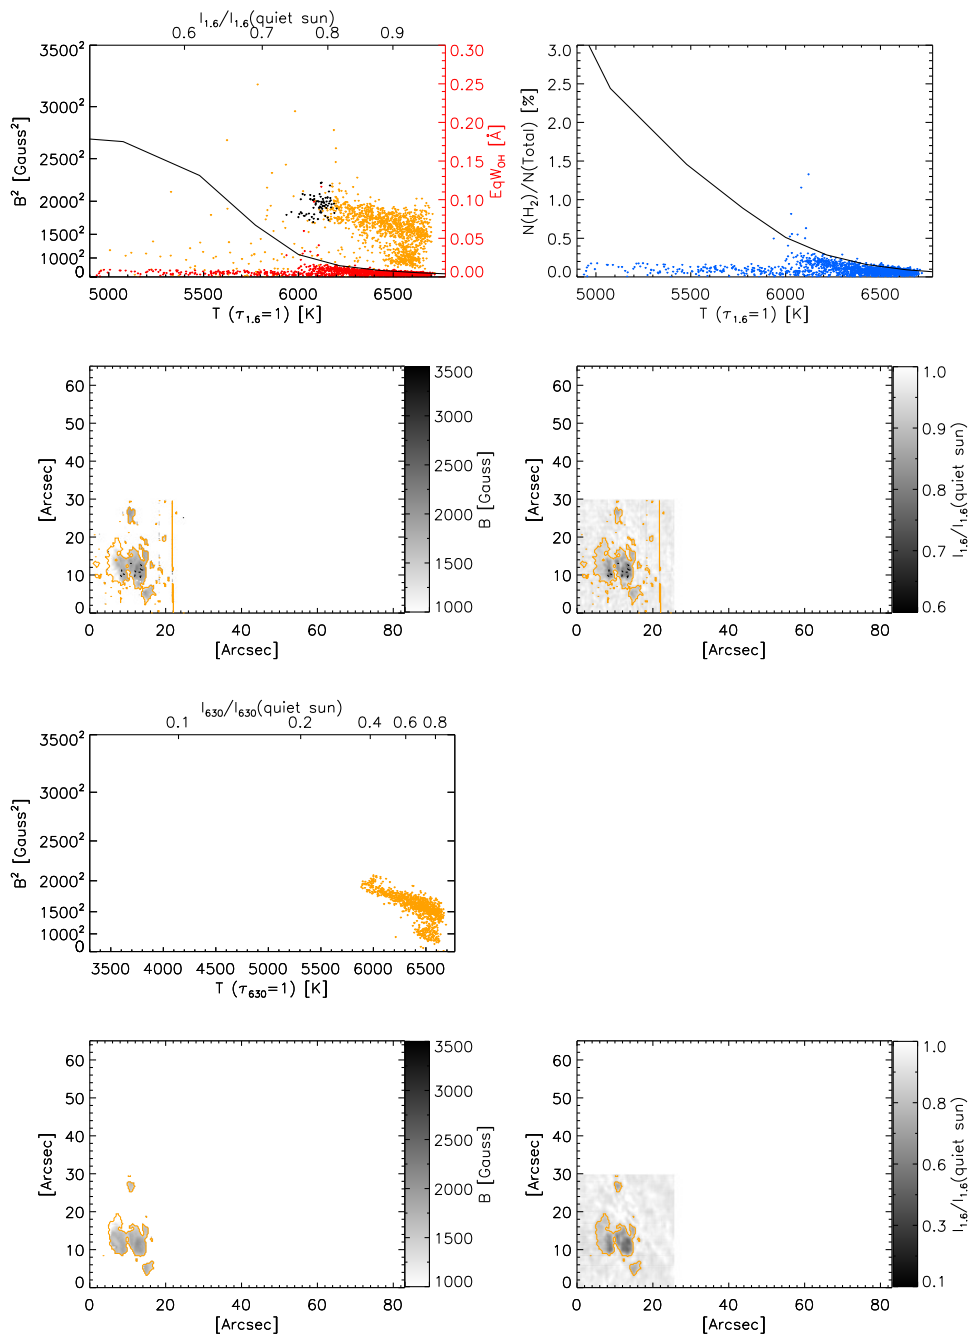 I1.6/I1.6(quiet sun)
0.6 0.7 0.8 0.9
3500² 3000² 2500² 2000² 1500² 1000² 0
B² [Gauss²]
0.30 0.25 0.20 0.15 0.10 0.05 0.00
EqWOH [Å]
5000 5500 6000 6500
T (τ1.6=1) [K]
3.0 2.5 2.0 1.5 1.0 0.5 0.0
N(H2)/N(Total) [%]
5000 5500 6000 6500
T (τ1.6=1) [K]
60 50 40 30 20 10 0
[Arcsec]
0 20 40 60 80
[Arcsec]
3500 3000 2500 2000 1500 1000
B [Gauss]
60 50 40 30 20 10 0
[Arcsec]
0 20 40 60 80
[Arcsec]
1.0 0.9 0.8 0.7 0.6
I1.6/I1.6(quiet sun)
I630/I630(quiet sun)
0.1 0.2 0.4 0.6 0.8
3500² 3000² 2500² 2000² 1500² 1000² 0
B² [Gauss²]
3500 4000 4500 5000 5500 6000 6500
T (τ630=1) [K]
60 50 40 30 20 10 0
[Arcsec]
0 20 40 60 80
[Arcsec]
3500 3000 2500 2000 1500 1000
B [Gauss]
60 50 40 30 20 10 0
[Arcsec]
0 20 40 60 80
[Arcsec]
1.0 0.8 0.6 0.3 0.1
I1.6/I1.6(quiet sun)